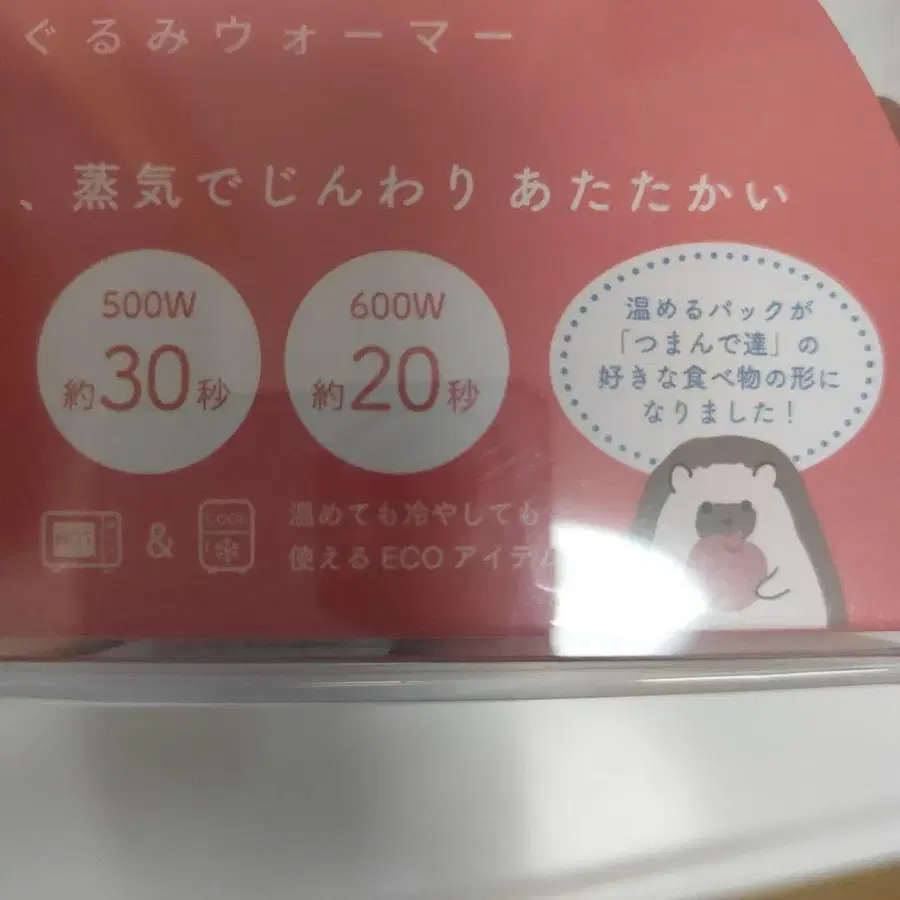 ぐるみウォーマー
、蒸気でじんわり あたたかい
500W
約30秒
600W
約20秒
温めるパックが
「つまんで達」の
好きな食べ物の形に
なりました!
HOT & COOL
温めても冷やしても
使えるECOアイテム